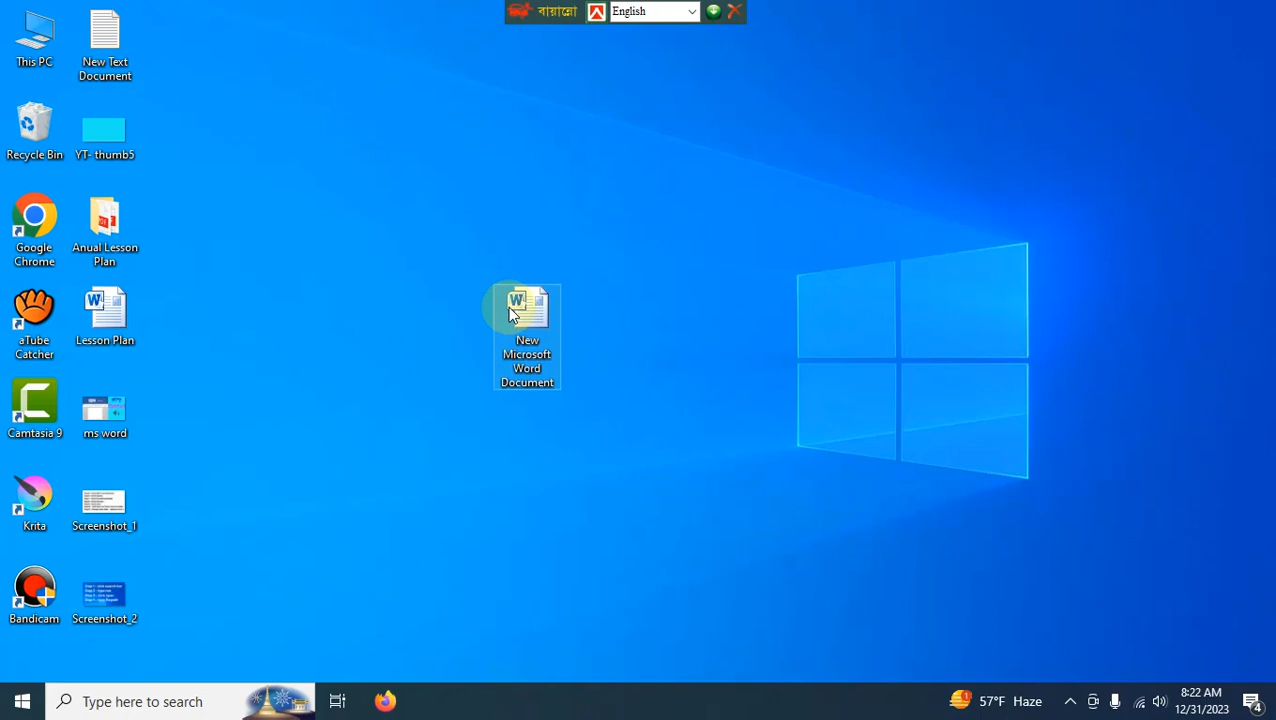 বায়ান্নো
English
This PC
New Text
Document
Recycle Bin
YT- thumb5
Google
Chrome
Anual Lesson
Plan
aTube
Catcher
Lesson Plan
New
Microsoft
Word
Document
Camtasia 9
ms word
Krita
Screenshot_1
Bandicam
Screenshot_2
Type here to search
57°F Haze
8:22 AM
12/31/2023
4